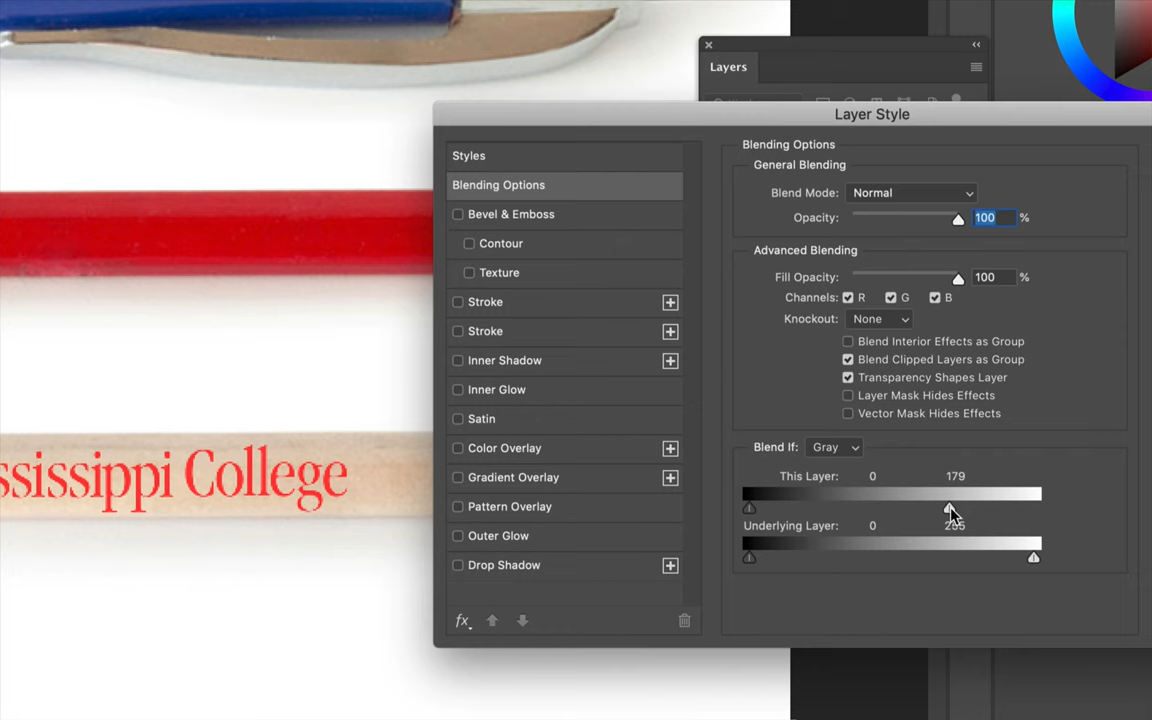 Layers
Layer Style
Styles
Blending Options
Bevel & Emboss
Contour
Texture
Stroke
Stroke
Inner Shadow
Inner Glow
Satin
Color Overlay
Gradient Overlay
Pattern Overlay
Outer Glow
Drop Shadow
fx
Blending Options
General Blending
Blend Mode: Normal
Opacity: 100 %
Advanced Blending
Fill Opacity: 100 %
Channels: R G B
Knockout: None
Blend Interior Effects as Group
Blend Clipped Layers as Group
Transparency Shapes Layer
Layer Mask Hides Effects
Vector Mask Hides Effects
Blend If: Gray
This Layer: 0 179
Underlying Layer: 0 255
ssissippi College